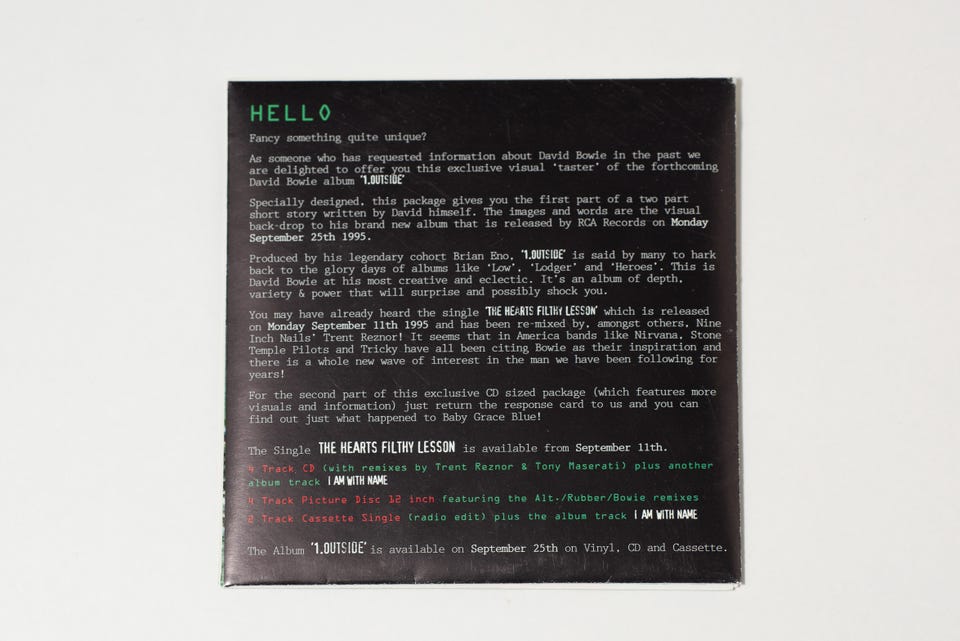 HELLO
Fancy something quite unique?
As someone who has requested information about David Bowie in the past we
are delighted to offer you this exclusive visual 'taster' of the forthcoming
David Bowie album '1.OUTSIDE'
Specially designed, this package gives you the first part of a two part
short story written by David himself. The images and words are the visual
back-drop to his brand new album that is released by RCA Records on Monday
September 25th 1995.
Produced by his legendary cohort Brian Eno, '1.OUTSIDE' is said by many to hark
back to the glory days of albums like 'Low', 'Lodger' and 'Heroes'. This is
David Bowie at his most creative and eclectic. It's an album of depth,
variety & power that will surprise and possibly shock you.
You may have already heard the single 'THE HEARTS FILTHY LESSON' which is released
on Monday September 11th 1995 and has been re-mixed by, amongst others, Nine
Inch Nails' Trent Reznor! It seems that in America bands like Nirvana, Stone
Temple Pilots and Tricky have all been citing Bowie as their inspiration and
there is a whole new wave of interest in the man we have been following for
years!
For the second part of this exclusive CD sized package (which features more
visuals and information) just return the response card to us and you can
find out just what happened to Baby Grace Blue!
The Single THE HEARTS FILTHY LESSON is available from September 11th.
4 Track CD (with remixes by Trent Reznor & Tony Maserati) plus another
album track I AM WITH NAME
4 Track Picture Disc 12 inch featuring the Alt./Rubber/Bowie remixes
2 Track Cassette Single (radio edit) plus the album track I AM WITH NAME
The Album '1.OUTSIDE' is available on September 25th on Vinyl, CD and Cassette.